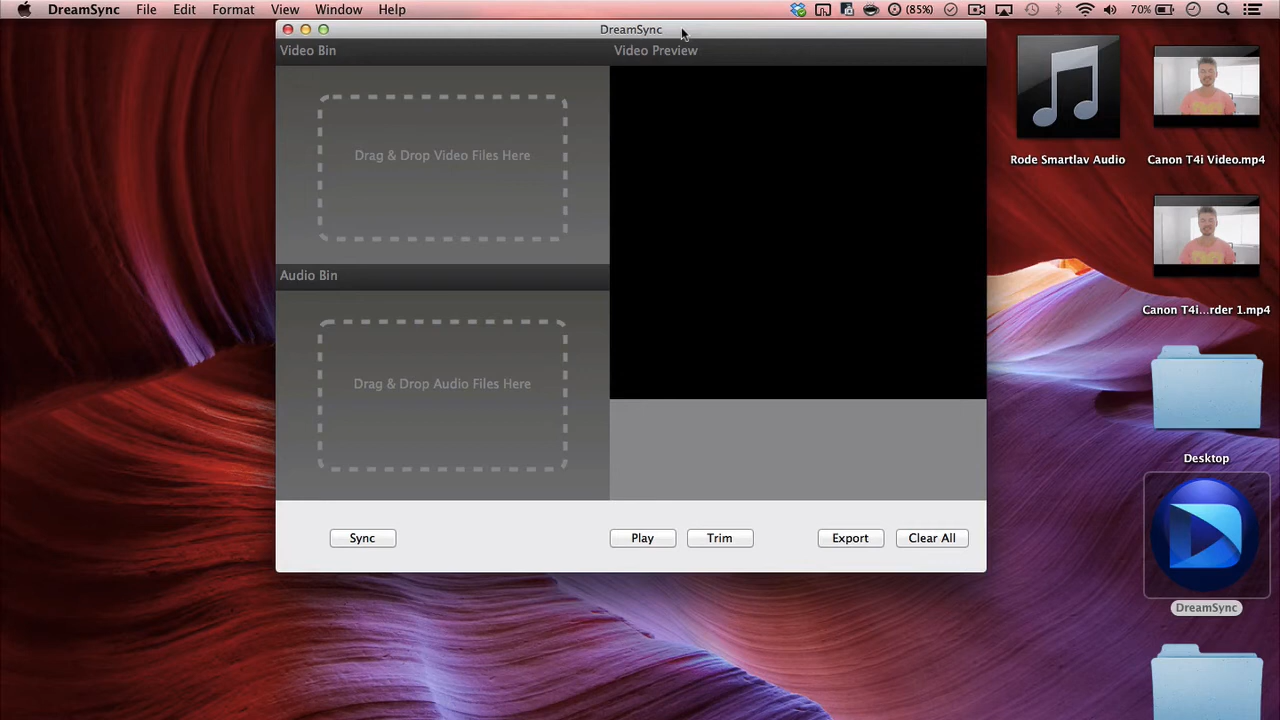 DreamSync File Edit Format View Window Help
(85%) 70%
DreamSync
Video Bin
Video Preview
Drag & Drop Video Files Here
Audio Bin
Drag & Drop Audio Files Here
Sync
Play
Trim
Export
Clear All
Rode Smartlav Audio
Canon T4i Video.mp4
Canon T4i...rder 1.mp4
Desktop
DreamSync